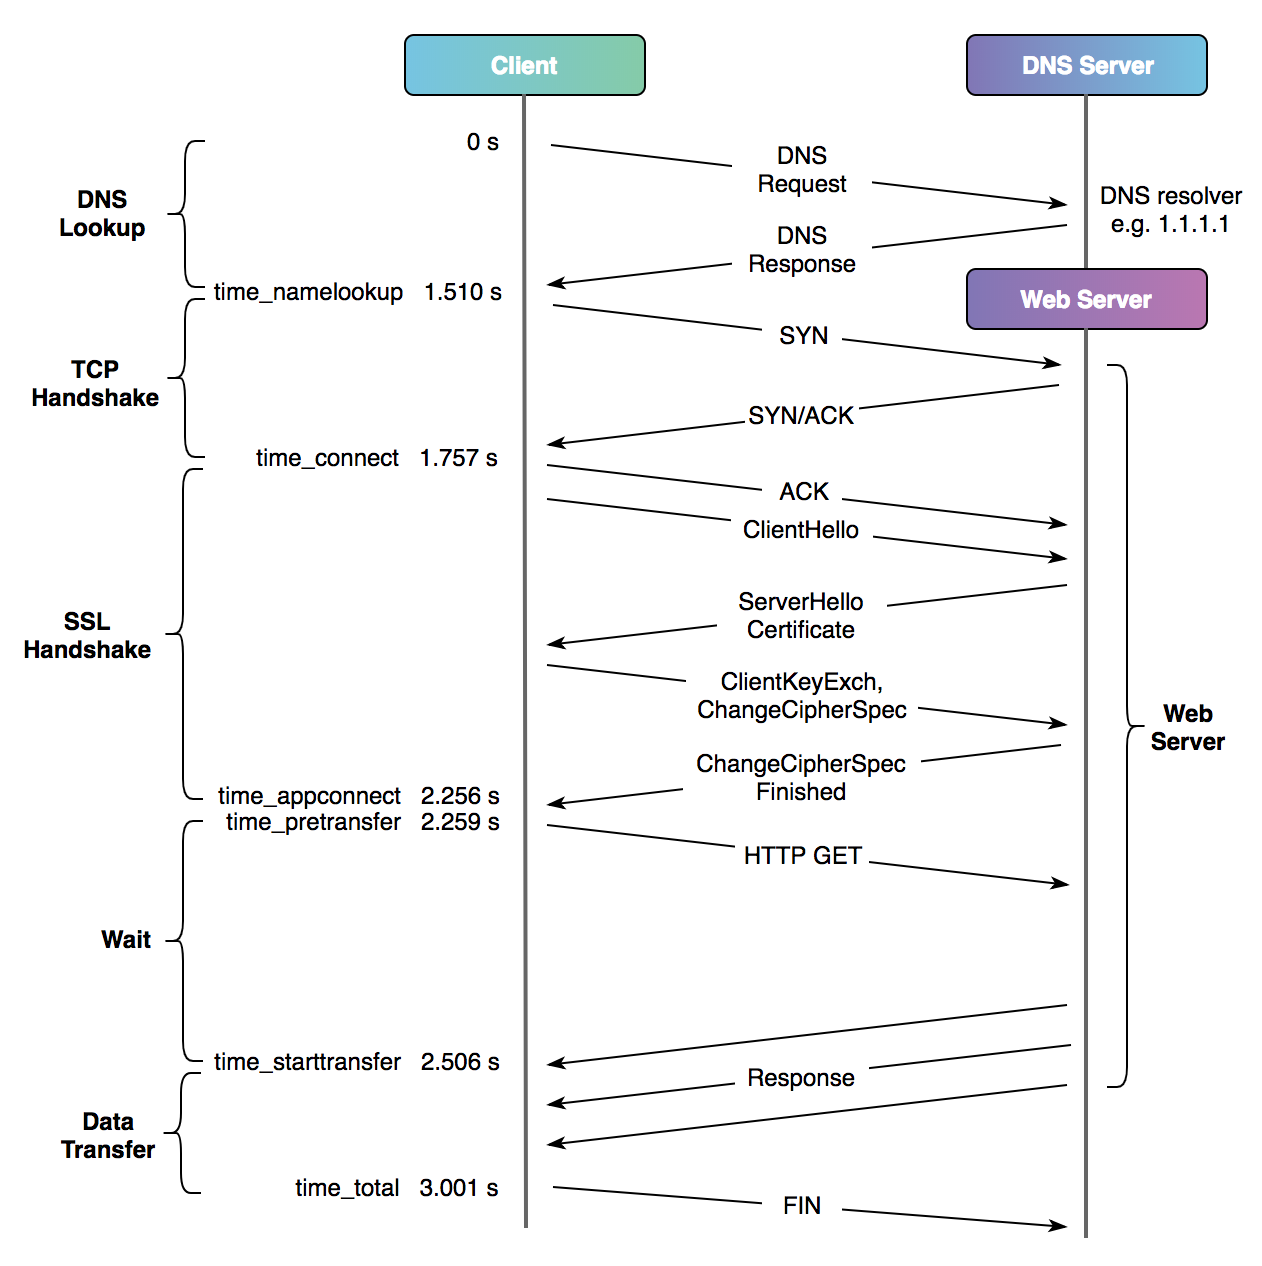 Client
DNS Server
0 s
DNS
Request
DNS
Lookup
DNS resolver
e.g. 1.1.1.1
DNS
Response
time_namelookup 1.510 s
Web Server
SYN
TCP
Handshake
SYN/ACK
time_connect 1.757 s
ACK
ClientHello
ServerHello
Certificate
SSL
Handshake
ClientKeyExch,
ChangeCipherSpec
Web
Server
ChangeCipherSpec
Finished
time_appconnect 2.256 s
time_pretransfer 2.259 s
HTTP GET
Wait
time_starttransfer 2.506 s
Response
Data
Transfer
time_total 3.001 s
FIN